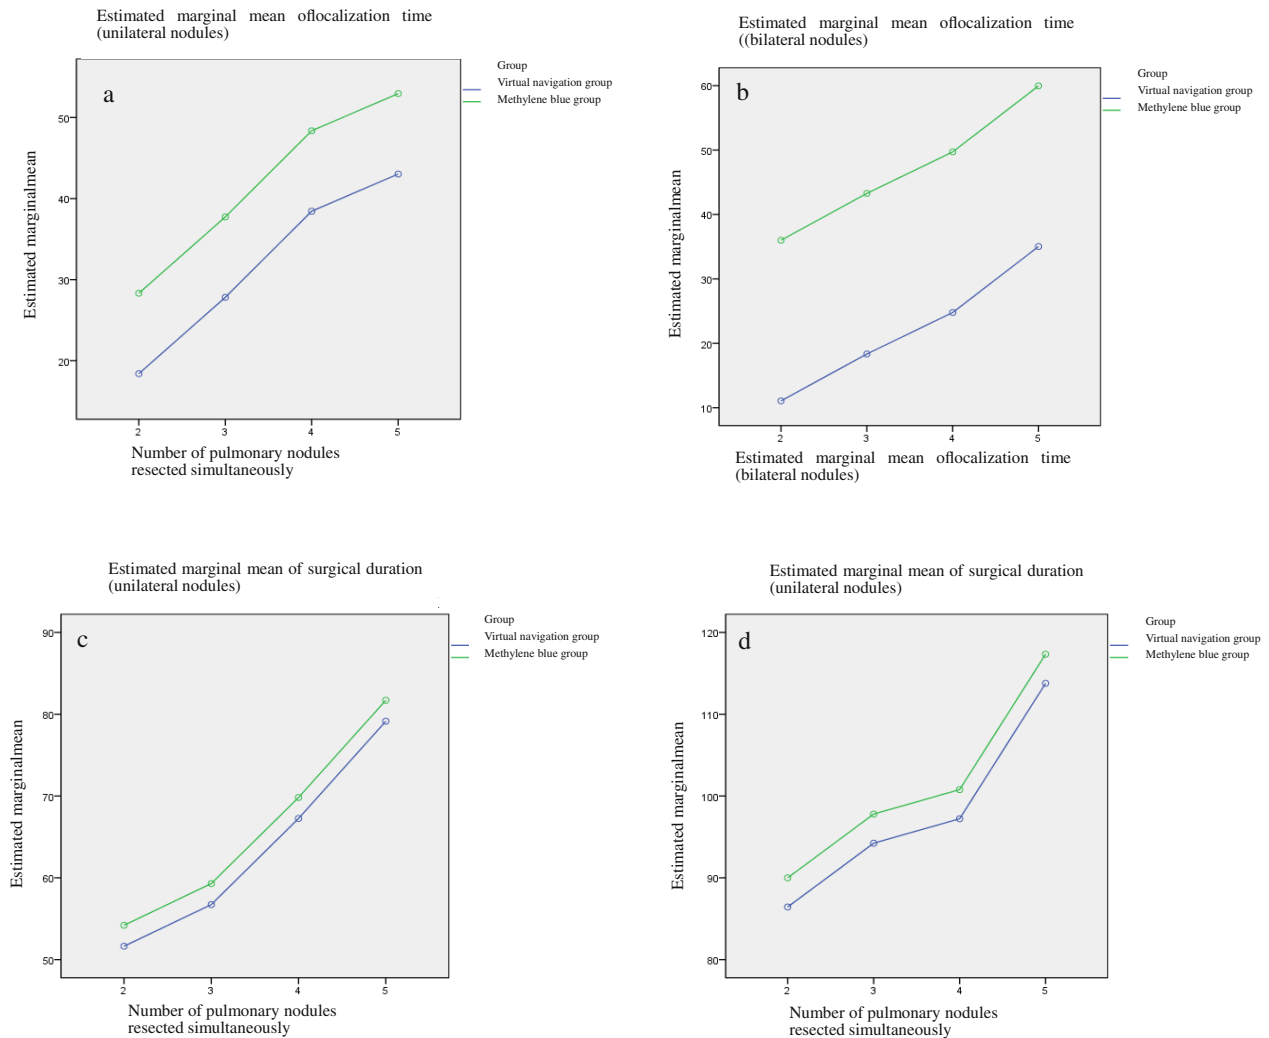 Estimated marginal mean oflocalization time
(unilateral nodules)
a
Group
Virtual navigation group
Methylene blue group
Estimated marginalmean
50
40
30
20
2 3 4 5
Number of pulmonary nodules
resected simultaneously
Estimated marginal mean oflocalization time
((bilateral nodules)
b
Group
Virtual navigation group
Methylene blue group
Estimated marginalmean
60
50
40
30
20
10
2 3 4 5
Estimated marginal mean oflocalization time
(bilateral nodules)
Estimated marginal mean of surgical duration
(unilateral nodules)
c
Group
Virtual navigation group
Methylene blue group
Estimated marginalmean
90
80
70
60
50
2 3 4 5
Number of pulmonary nodules
resected simultaneously
Estimated marginal mean of surgical duration
(unilateral nodules)
d
Group
Virtual navigation group
Methylene blue group
Estimated marginalmean
120
110
100
90
80
2 3 4 5
Number of pulmonary nodules
resected simultaneously